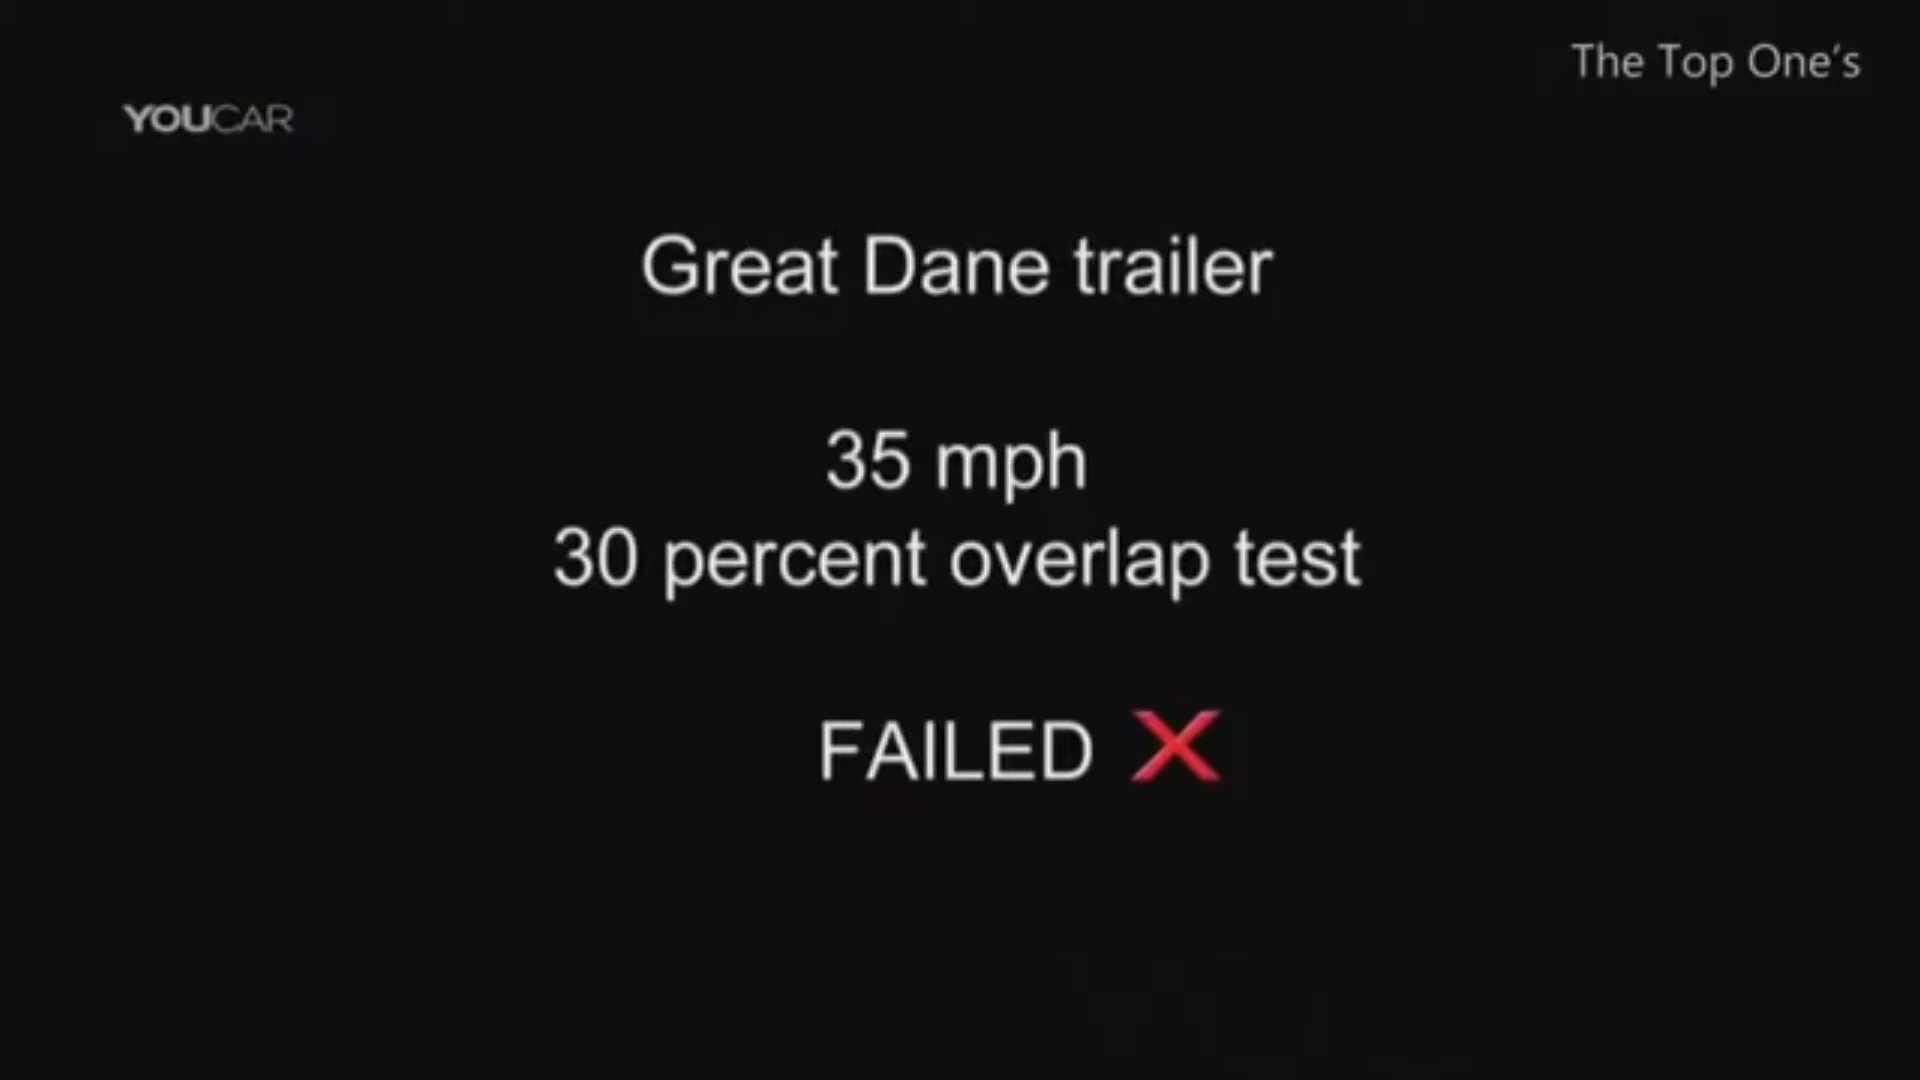 The Top One's
YOUCAR
Great Dane trailer
35 mph
30 percent overlap test
FAILED ❌